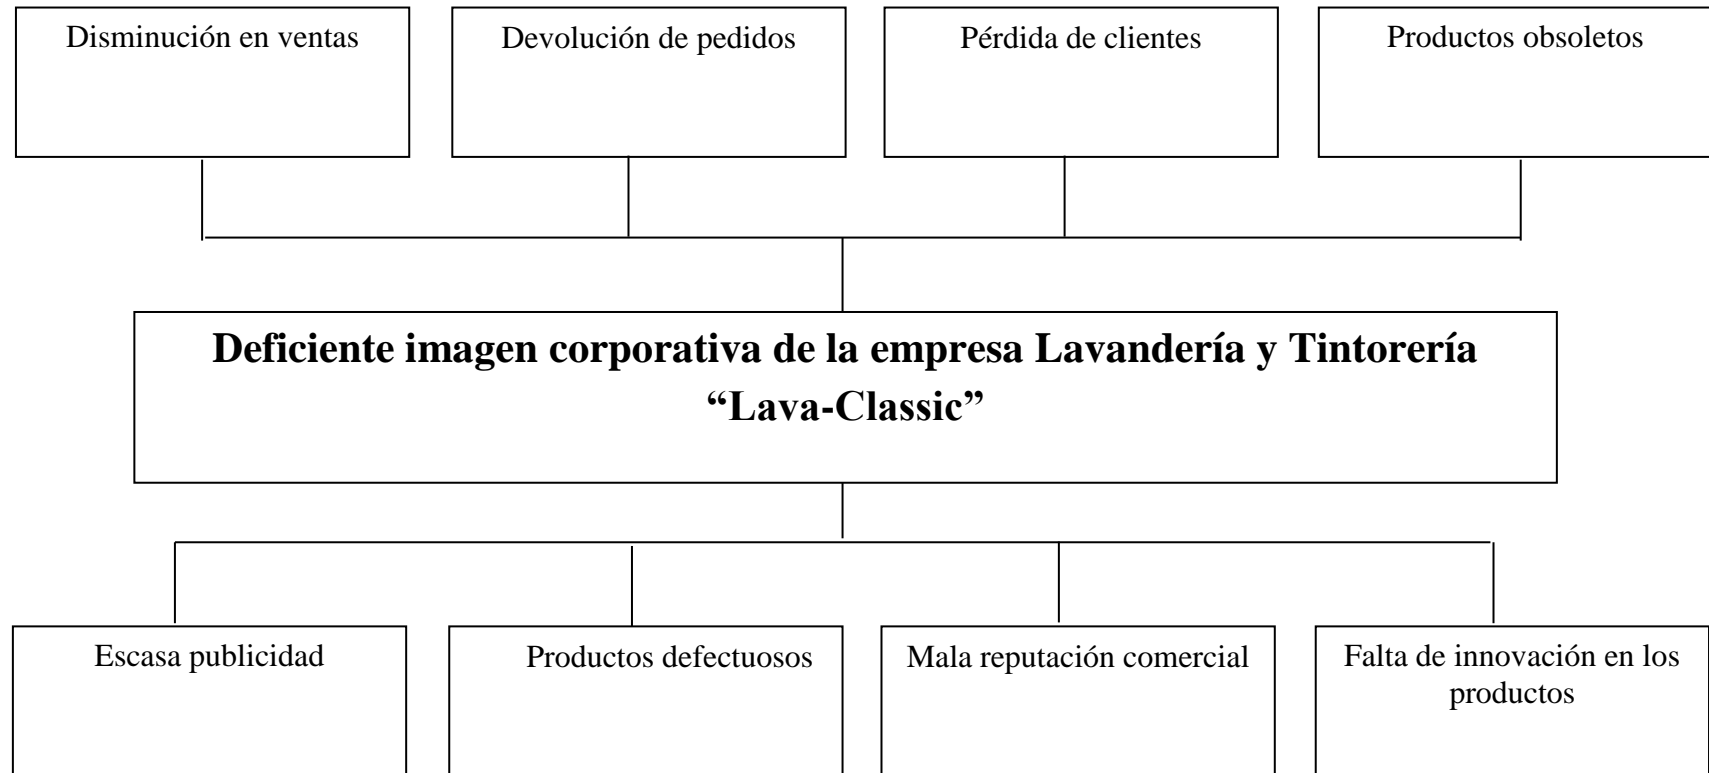 Disminución en ventas
Devolución de pedidos
Pérdida de clientes
Productos obsoletos
Deficiente imagen corporativa de la empresa Lavandería y Tintorería
“Lava-Classic”
Escasa publicidad
Productos defectuosos
Mala reputación comercial
Falta de innovación en los
productos